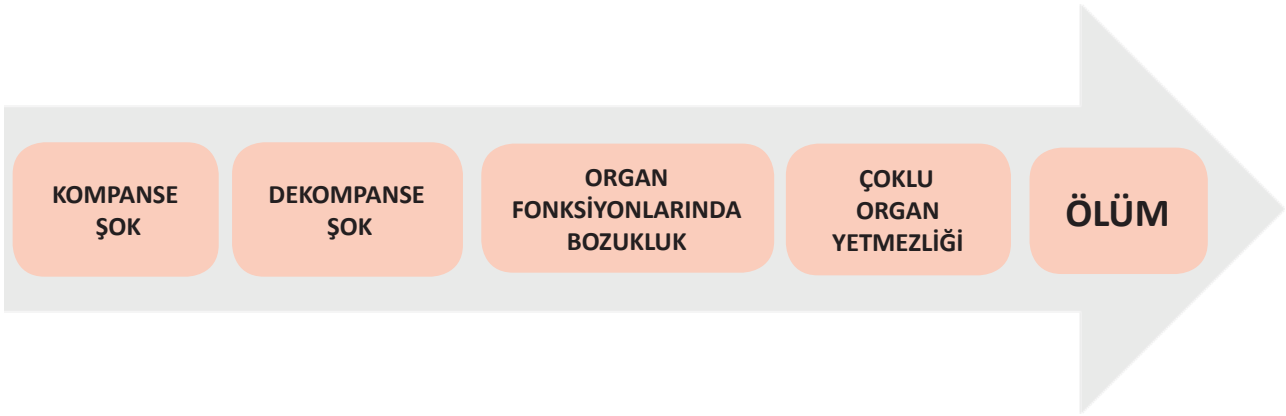 KOMPANSE
ŞOK
DEKOMPANSE
ŞOK
ORGAN
FONKSİYONLARINDA
BOZUKLUK
ÇOKLU
ORGAN
YETMEZLİĞİ
ÖLÜM